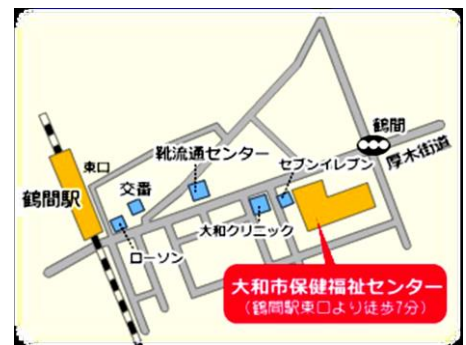 鶴間
厚木街道
靴流通センター
セブンイレブン
東口
交番
鶴間駅
大和クリニック
ローソン
大和市保健福祉センター
(鶴間駅東口より徒歩7分)